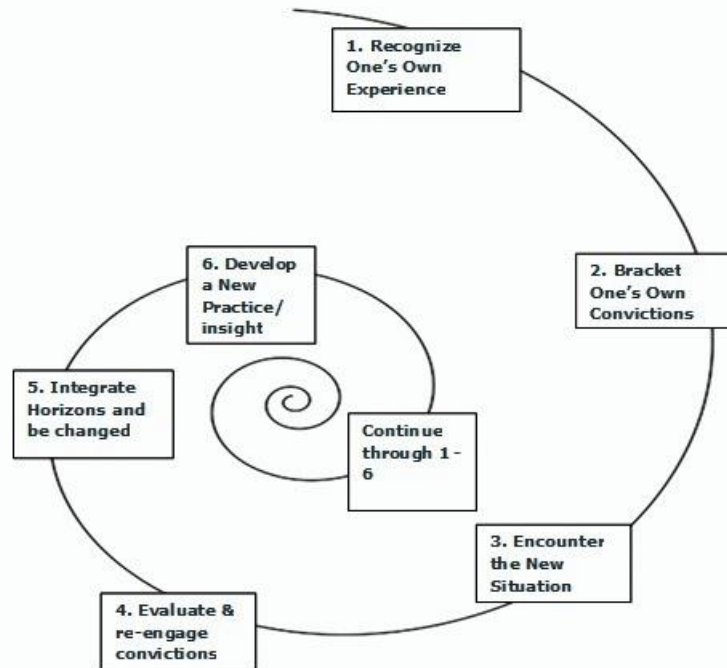 1. Recognize
One's Own
Experience
2. Bracket
One's Own
Convictions
3. Encounter
the New
Situation
4. Evaluate &
re-engage
convictions
5. Integrate
Horizons and
be changed
6. Develop
a New
Practice/
insight
Continue
through 1 -
6